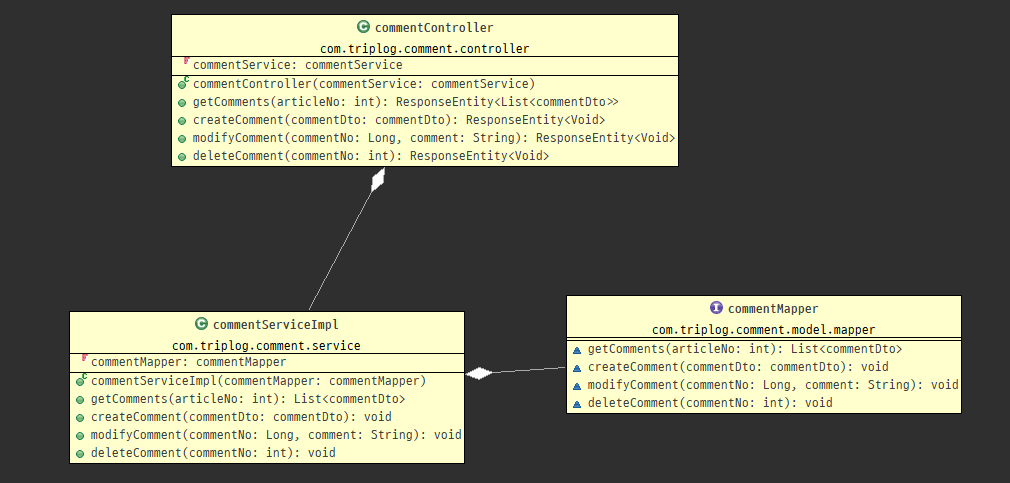 C commentController
com.triplog.comment.controller
F commentService: commentService
C commentController(commentService: commentService)
getComments(articleNo: int): ResponseEntity<List<commentDto>>
createComment(commentDto: commentDto): ResponseEntity<Void>
modifyComment(commentNo: Long, comment: String): ResponseEntity<Void>
deleteComment(commentNo: int): ResponseEntity<Void>
C commentServiceImpl
com.triplog.comment.service
F commentMapper: commentMapper
C commentServiceImpl(commentMapper: commentMapper)
getComments(articleNo: int): List<commentDto>
createComment(commentDto: commentDto): void
modifyComment(commentNo: Long, comment: String): void
deleteComment(commentNo: int): void
I commentMapper
com.triplog.comment.model.mapper
getComments(articleNo: int): List<commentDto>
createComment(commentDto: commentDto): void
modifyComment(commentNo: Long, comment: String): void
deleteComment(commentNo: int): void